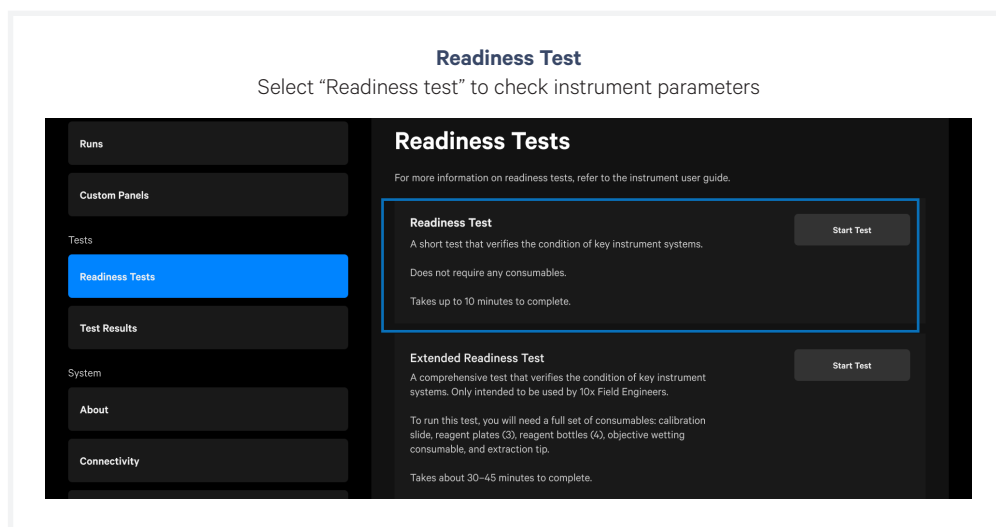 Readiness Test
Select “Readiness test” to check instrument parameters
Runs
Custom Panels
Tests
Readiness Tests
Test Results
System
About
Connectivity
Readiness Tests
For more information on readiness tests, refer to the instrument user guide.
Readiness Test
Start Test
A short test that verifies the condition of key instrument systems.
Does not require any consumables.
Takes up to 10 minutes to complete.
Extended Readiness Test
Start Test
A comprehensive test that verifies the condition of key instrument
systems. Only intended to be used by 10x Field Engineers.
To run this test, you will need a full set of consumables: calibration
slide, reagent plates (3), reagent bottles (4), objective wetting
consumable, and extraction tip.
Takes about 30–45 minutes to complete.